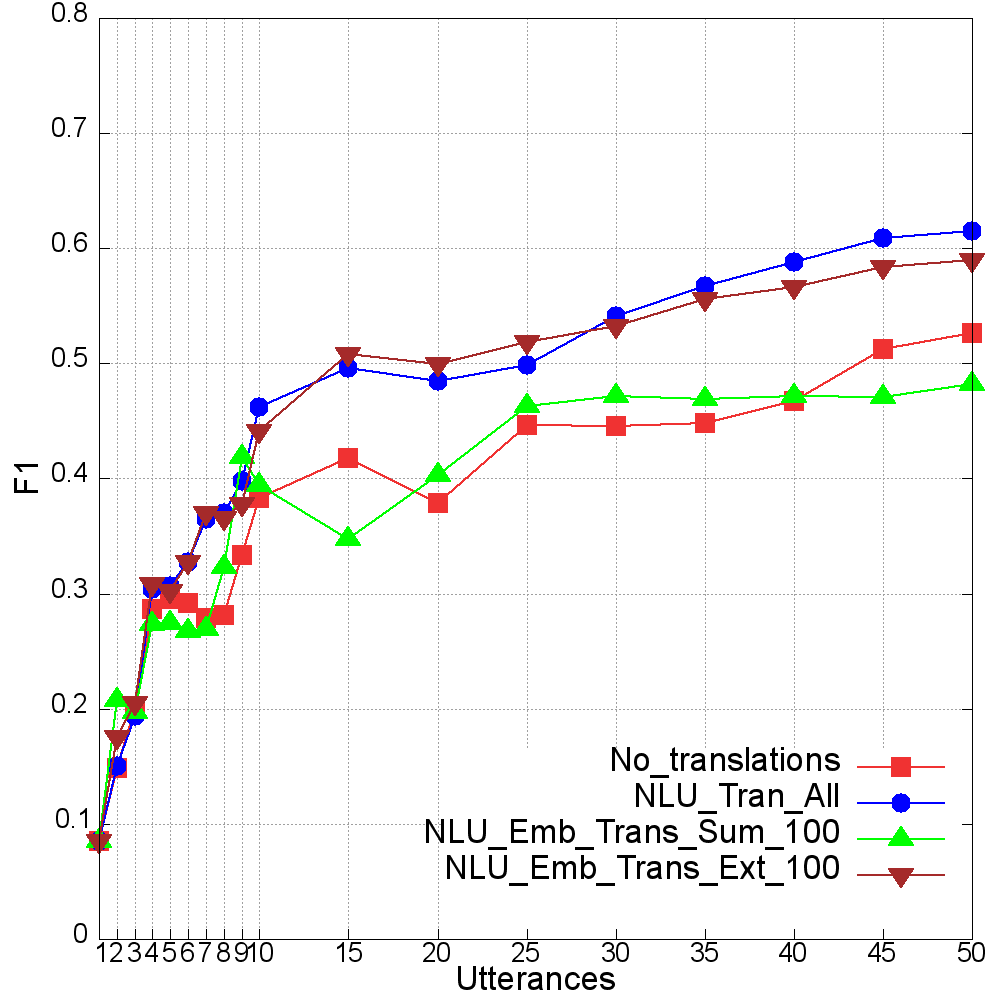 0.8
0.7
0.6
0.5
0.4
0.3
0.2
0.1
0
F1
No_translations
NLU_Tran_All
NLU_Emb_Trans_Sum_100
NLU_Emb_Trans_Ext_100
1 2 3 4 5 6 7 8 9 10 15 20 25 30 35 40 45 50
Utterances